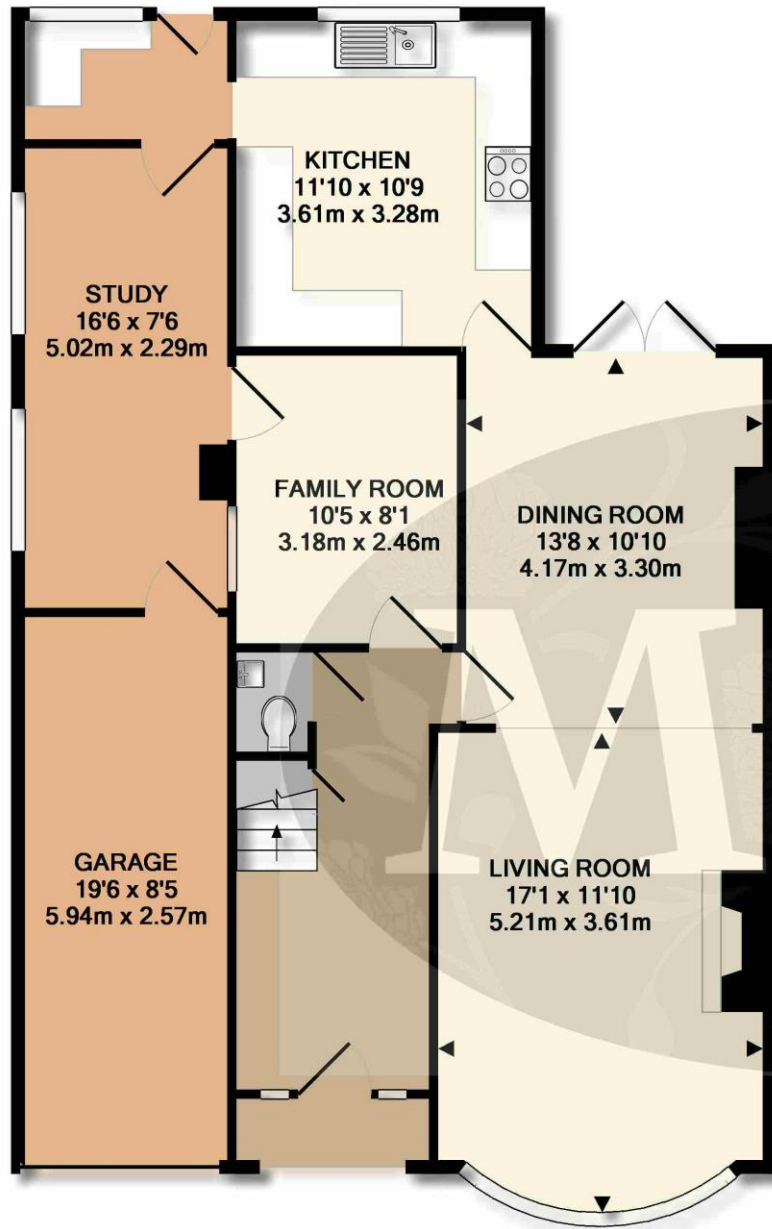 KITCHEN
11'10 x 10'9
3.61m x 3.28m
STUDY
16'6 x 7'6
5.02m x 2.29m
FAMILY ROOM
10'5 x 8'1
3.18m x 2.46m
DINING ROOM
13'8 x 10'10
4.17m x 3.30m
M
GARAGE
19'6 x 8'5
5.94m x 2.57m
LIVING ROOM
17'1 x 11'10
5.21m x 3.61m